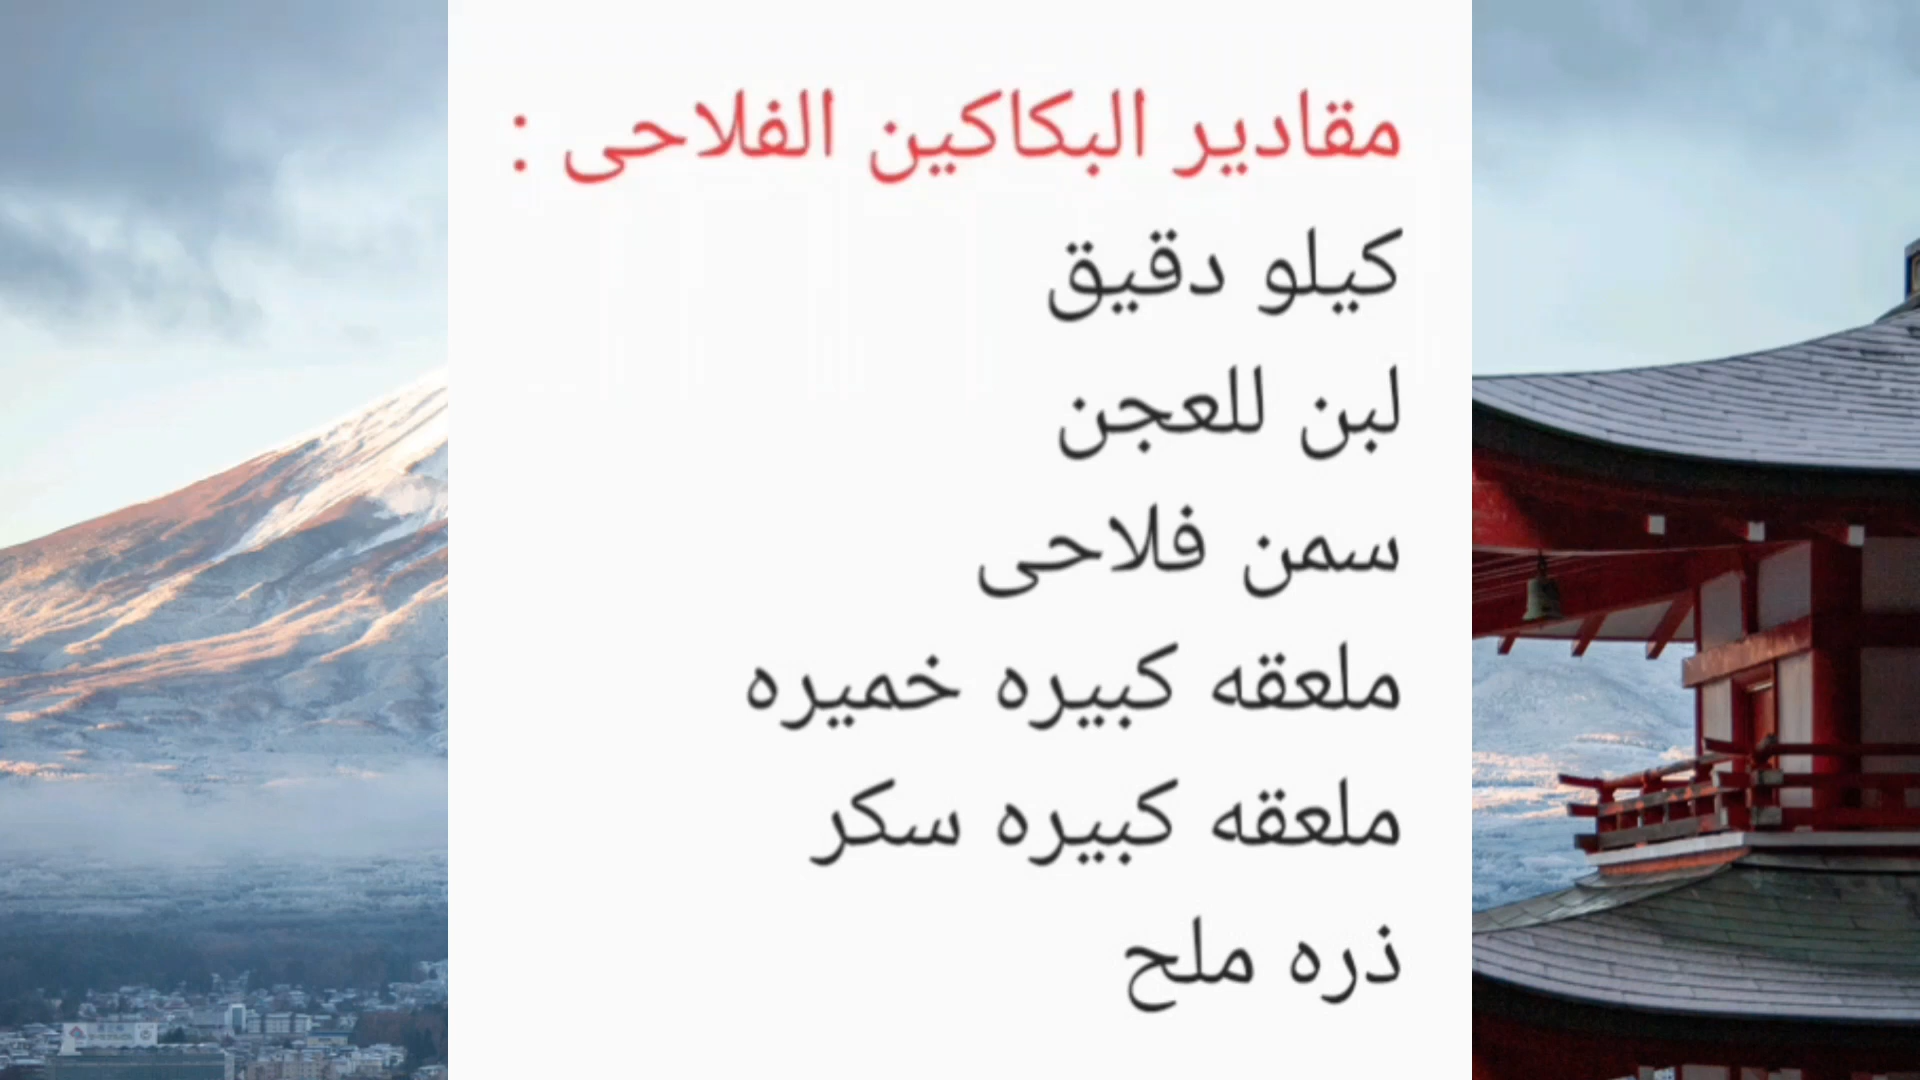 مقادير البكاكين الفلاحى :
كيلو دقيق
لبن للعجن
سمن فلاحى
ملعقه كبيره خميره
ملعقه كبيره سكر
ذره ملح